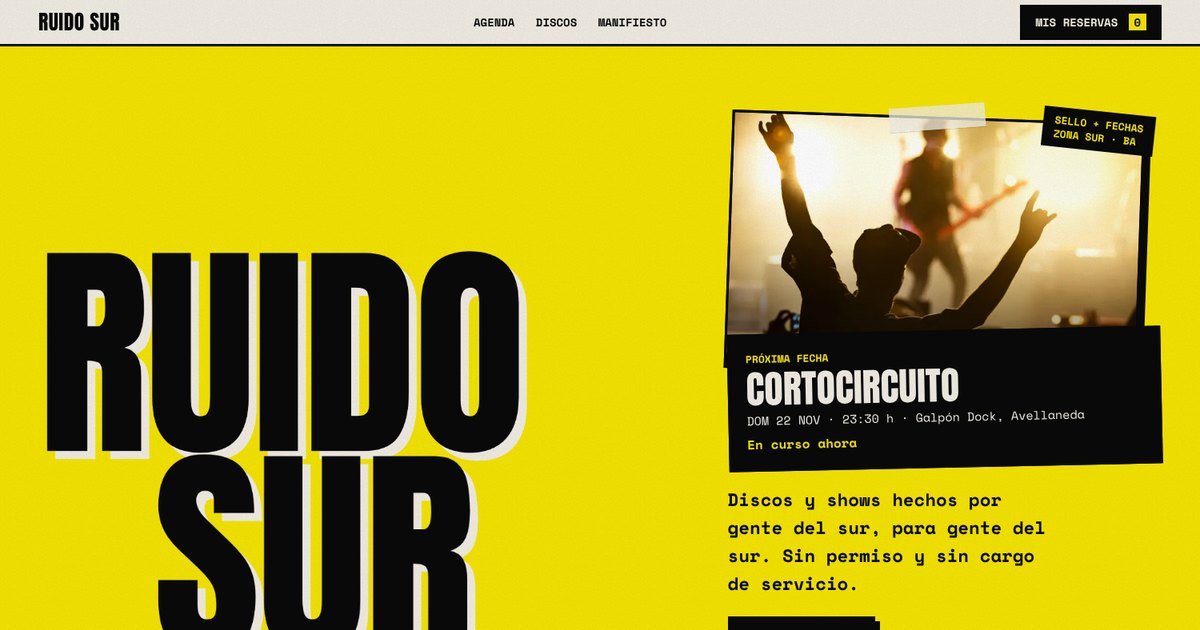 RUIDO SUR
AGENDA DISCOS MANIFIESTO
MIS RESERVAS 0
RUIDO
SUR
SELLO + FECHAS
ZONA SUR · BA
PRÓXIMA FECHA
CORTOCIRCUITO
DOM 22 NOV · 23:30 h · Galpón Dock, Avellaneda
En curso ahora
Discos y shows hechos por
gente del sur, para gente del
sur. Sin permiso y sin cargo
de servicio.